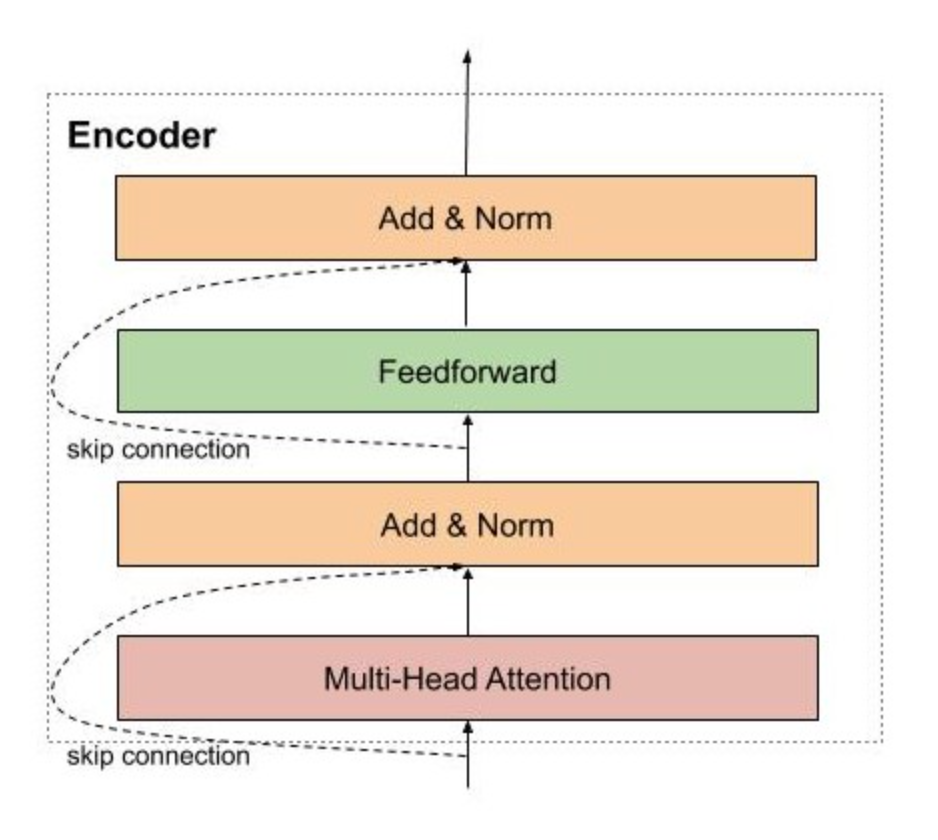 Encoder
Add & Norm
Feedforward
skip connection
Add & Norm
Multi-Head Attention
skip connection